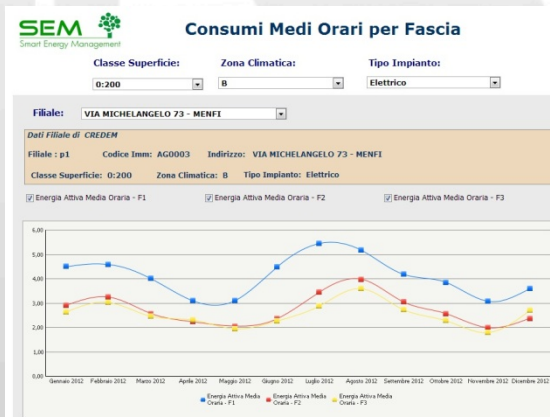 SEM
Smart Energy Management
Consumi Medi Orari per Fascia
Classe Superficie: Zona Climatica: Tipo Impianto:
0:200 B Elettrico
Filiale: VIA MICHELANGELO 73 - MENFI
Dati Filiale di CREDEM
Filiale : p1 Codice Imm: AG0003 Indirizzo: VIA MICHELANGELO 73 - MENFI
Classe Superficie: 0:200 Zona Climatica: B Tipo Impianto: Elettrico
Energia Attiva Media Oraria - F1 Energia Attiva Media Oraria - F2 Energia Attiva Media Oraria - F3
6,00
5,00
4,00
3,00
2,00
1,00
0,00
Gennaio 2012 Febbraio 2012 Marzo 2012 Aprile 2012 Maggio 2012 Giugno 2012 Luglio 2012 Agosto 2012 Settembre 2012 Ottobre 2012 Novembre 2012 Dicembre 2012
Energia Attiva Media Energia Attiva Media Energia Attiva Media
Oraria - F1 Oraria - F2 Oraria - F3